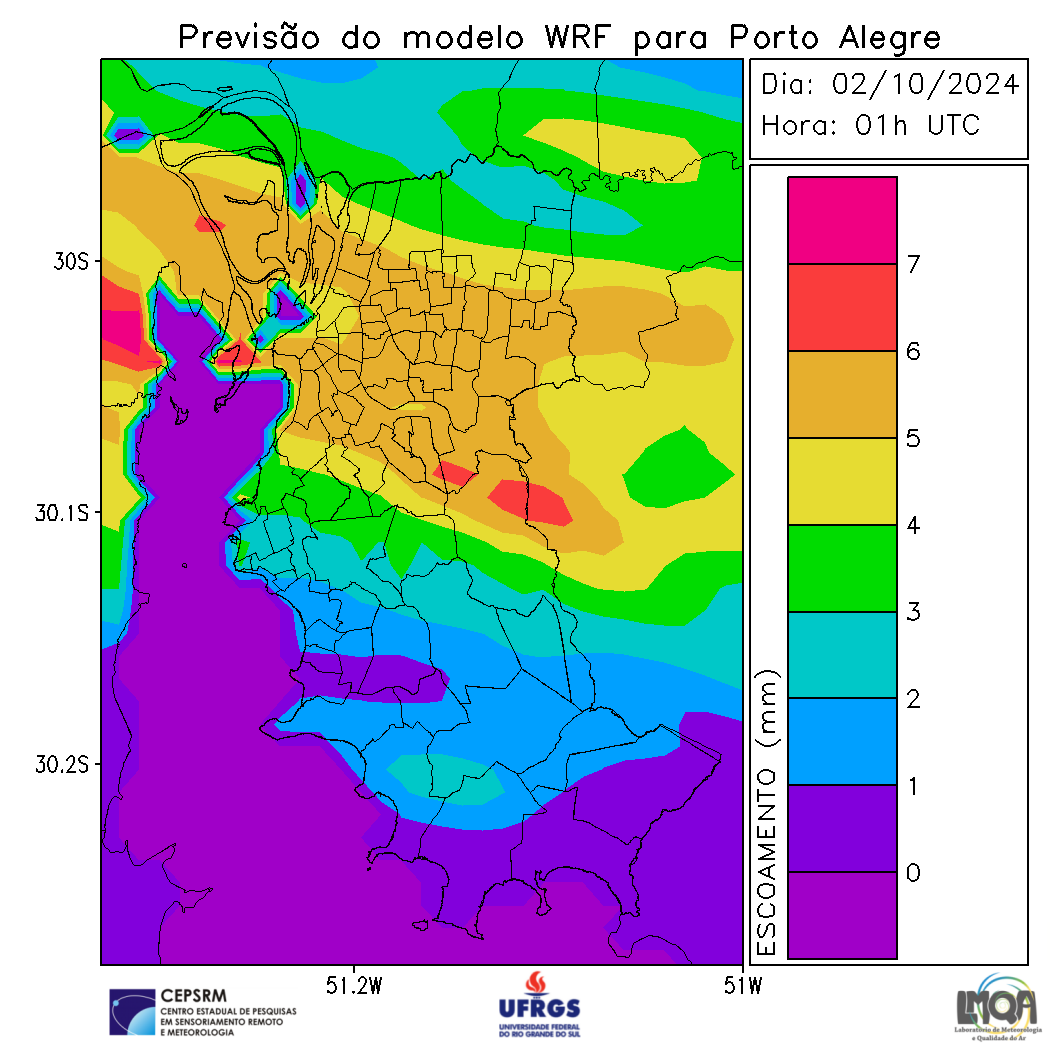 Previsão do modelo WRF para Porto Alegre
Dia: 02/10/2024
Hora: 01h UTC
30S
30.1S
30.2S
51.2W
51W
7
6
5
4
3
2
1
0
ESCOAMENTO (mm)
CEPSRM
CENTRO ESTADUAL DE PESQUISAS
EM SENSORIAMENTO REMOTO
E METEOROLOGIA
UFRGS
UNIVERSIDADE FEDERAL
DO RIO GRANDE DO SUL
LMQA
Laboratório de Meteorologia
e Qualidade do Ar